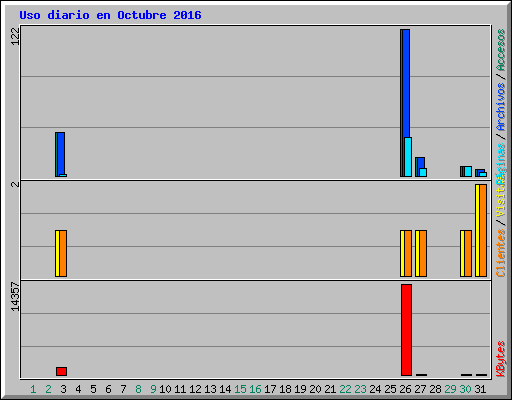 Uso diario en Octubre 2016
122
2
14357
Clientes / Visitas
Páginas / Archivos / Accesos
KBytes
1 2 3 4 5 6 7 8 9 10 11 12 13 14 15 16 17 18 19 20 21 22 23 24 25 26 27 28 29 30 31